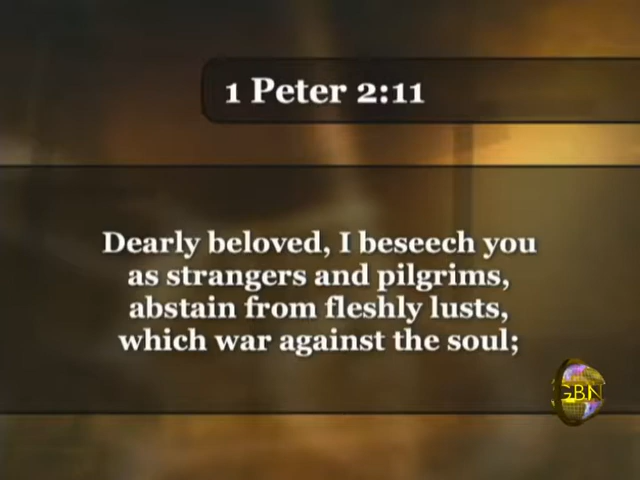 1 Peter 2:11
Dearly beloved, I beseech you
as strangers and pilgrims,
abstain from fleshly lusts,
which war against the soul;
GBN